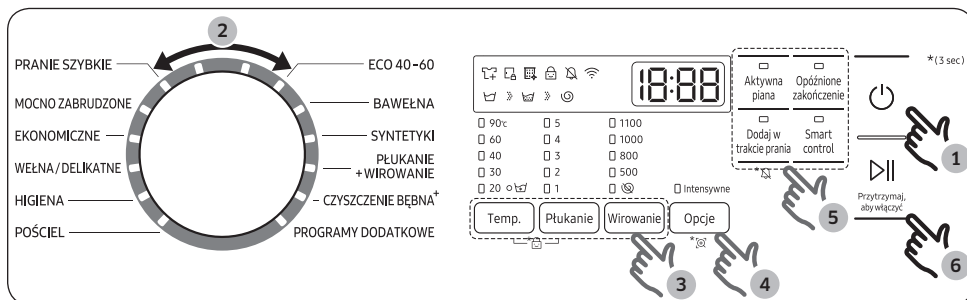 2
PRANIE SZYBKIE
MOCNO ZABRUDZONE
EKONOMICZNE
WEŁNA/DELIKATNE
HIGIENA
POŚCIEL
ECO 40-60
BAWEŁNA
SYNTETYKI
PŁUKANIE
+WIROWANIE
CZYSZCZENIE BĘBNA+
PROGRAMY DODATKOWE
18:88
90℃ 5 1100
60 4 1000
40 3 800
30 2 500
20 1 Intensywne
Temp. Płukanie Wirowanie Opcje
*
*
3
4
Aktywna
piana
Opóźnione
zakończenie
Dodaj w
trakcie prania
Smart
control
*
5
*(3 sec)
1
Przytrzymaj,
aby włączyć
6